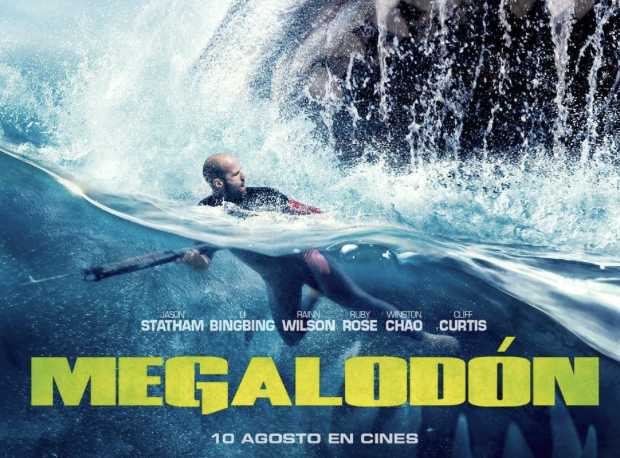 JASON LI RAINN RUBY WINSTON CLIFF
STATHAM BINGBING WILSON ROSE CHAO CURTIS
MEGALODÓN
10 AGOSTO EN CINES